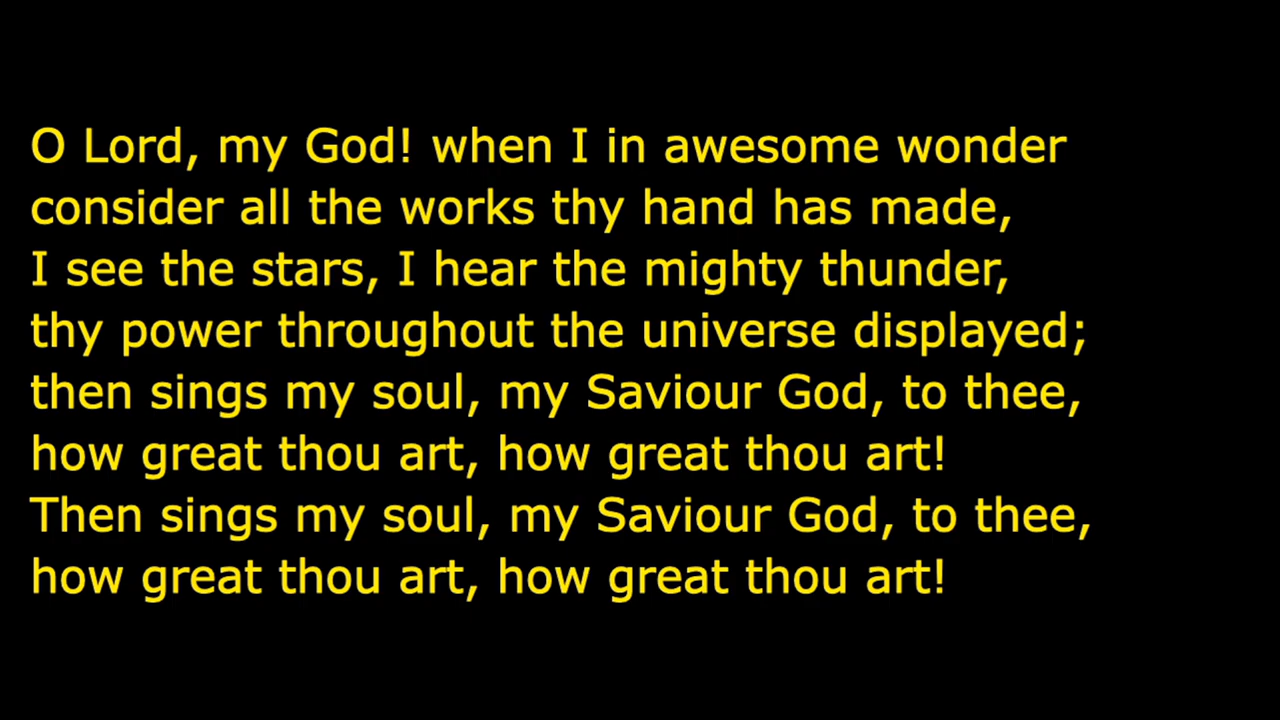 O Lord, my God! when I in awesome wonder
consider all the works thy hand has made,
I see the stars, I hear the mighty thunder,
thy power throughout the universe displayed;
then sings my soul, my Saviour God, to thee,
how great thou art, how great thou art!
Then sings my soul, my Saviour God, to thee,
how great thou art, how great thou art!